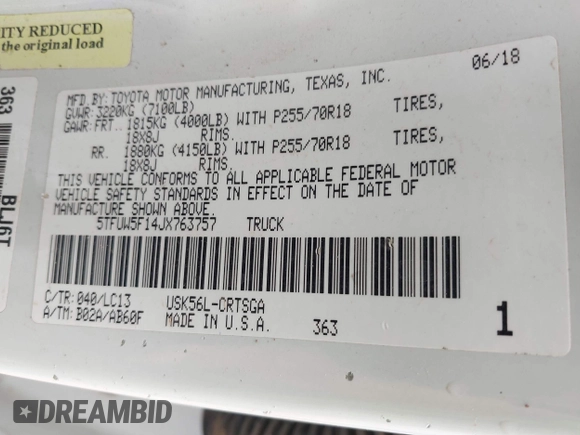 ITY REDUCED
the original load
363
BLJ6T
06/18
MFD.BY:TOYOTA MOTOR MANUFACTURING, TEXAS, INC.
GVWR:3220KG (7100LB)
GAWR:FRT. 1815KG (4000LB) WITH P255/70R18 TIRES,
18X8J RIMS.
RR. 1880KG (4150LB) WITH P255/70R18 TIRES,
18X8J RIMS.
THIS VEHICLE CONFORMS TO ALL APPLICABLE FEDERAL MOTOR
VEHICLE SAFETY STANDARDS IN EFFECT ON THE DATE OF
MANUFACTURE SHOWN ABOVE.
5TFUW5F14JX763757 TRUCK
C/TR: 040/LC13 USK56L-CRTSGA
A/TM: B02A/AB60F MADE IN U.S.A. 363 1
DREAMBID